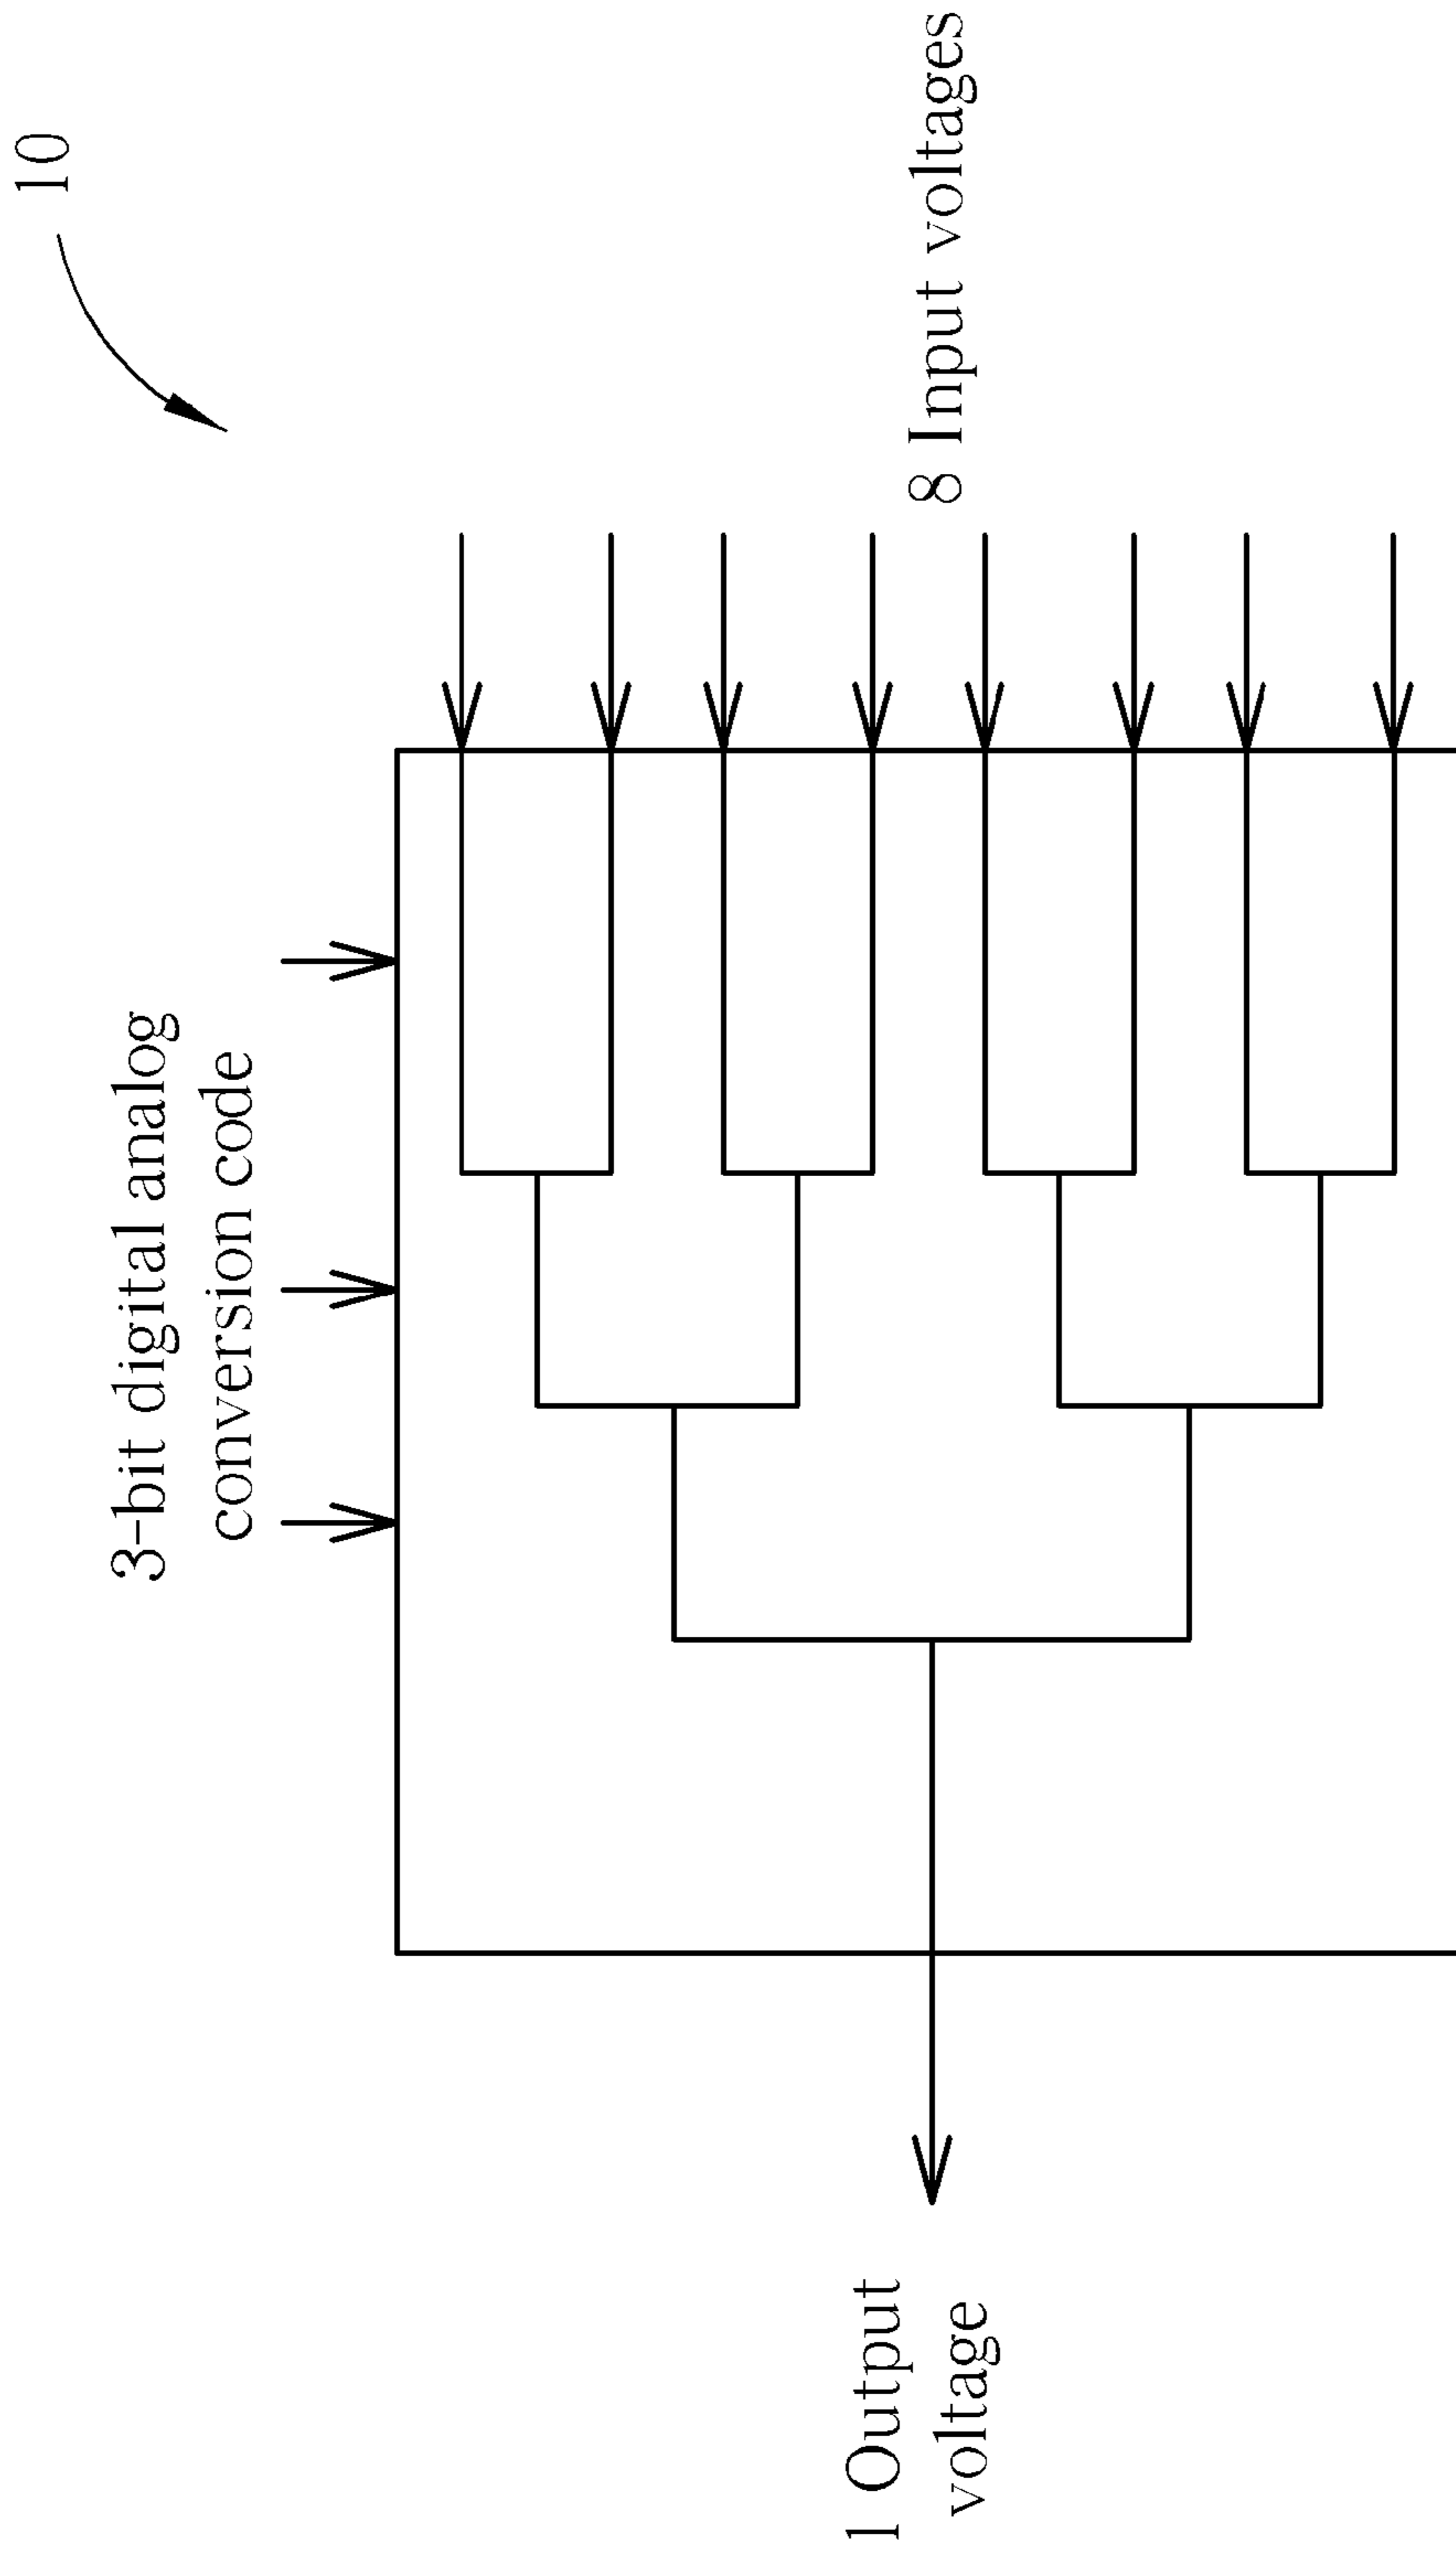 10
3-bit digital analog
conversion code
8 Input voltages
1 Output
voltage